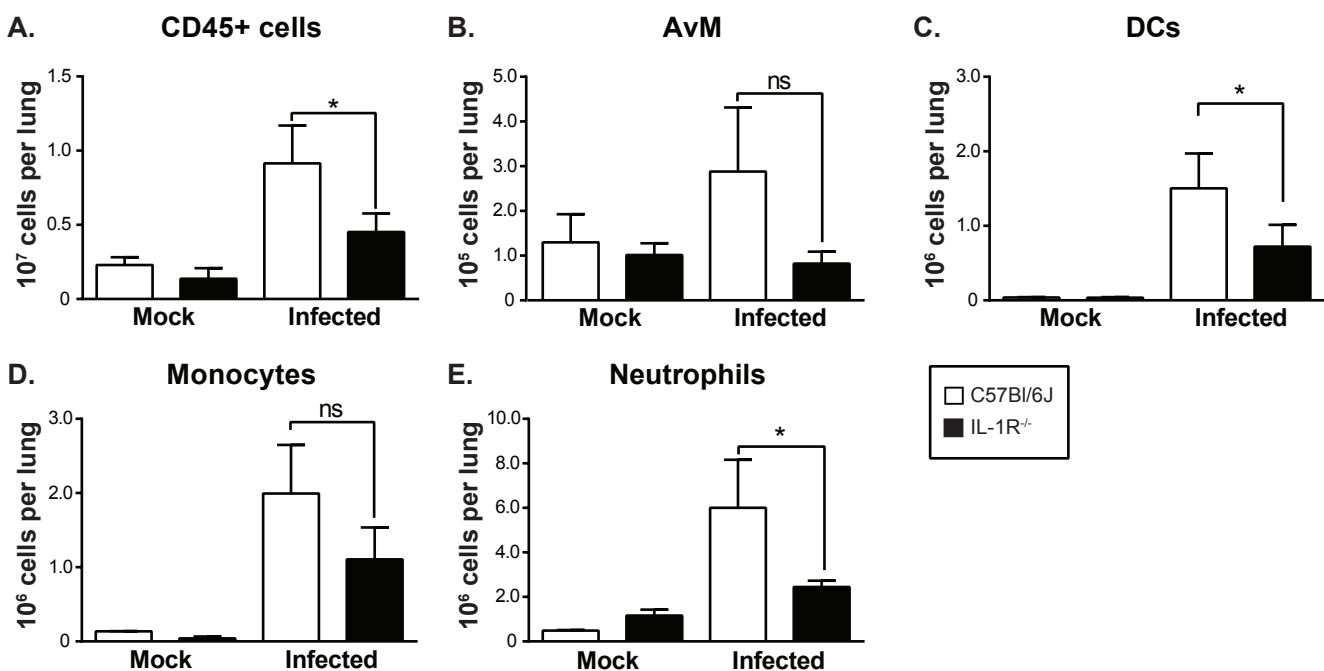 A. CD45+ cells
10⁷ cells per lung
1.5
1.0
0.5
0
*
Mock Infected
B. AvM
10⁵ cells per lung
5.0
4.0
3.0
2.0
1.0
0
ns
Mock Infected
C. DCs
10⁶ cells per lung
3.0
2.0
1.0
0
*
Mock Infected
D. Monocytes
10⁶ cells per lung
3.0
2.0
1.0
0
ns
Mock Infected
E. Neutrophils
10⁶ cells per lung
10.0
8.0
6.0
4.0
2.0
0
*
Mock Infected
C57Bl/6J
IL-1R⁻/⁻